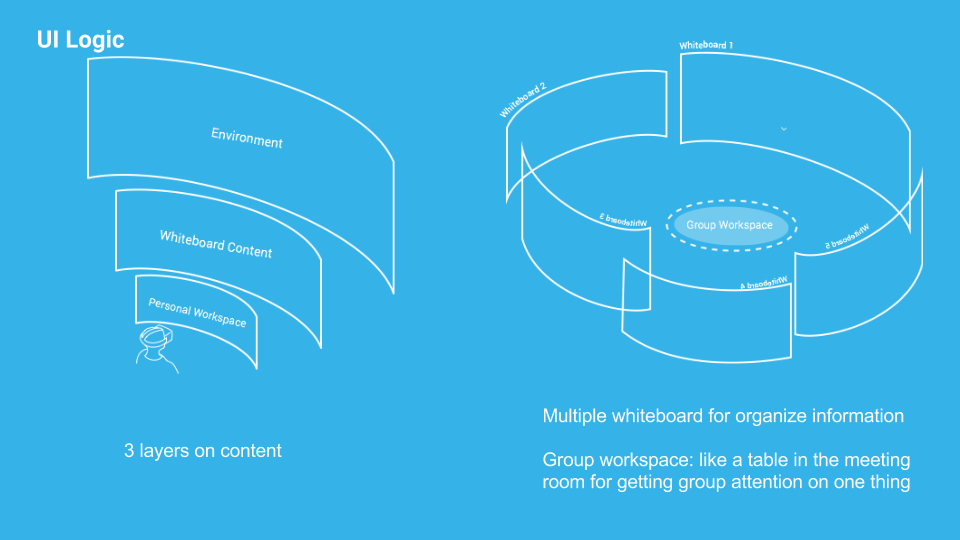 UI Logic
Environment
Whiteboard Content
Personal Workspace
3 layers on content
Whiteboard 1
Whiteboard 2
Whiteboard 3
Group Workspace
Whiteboard 5
Whiteboard 4
Multiple whiteboard for organize information
Group workspace: like a table in the meeting
room for getting group attention on one thing